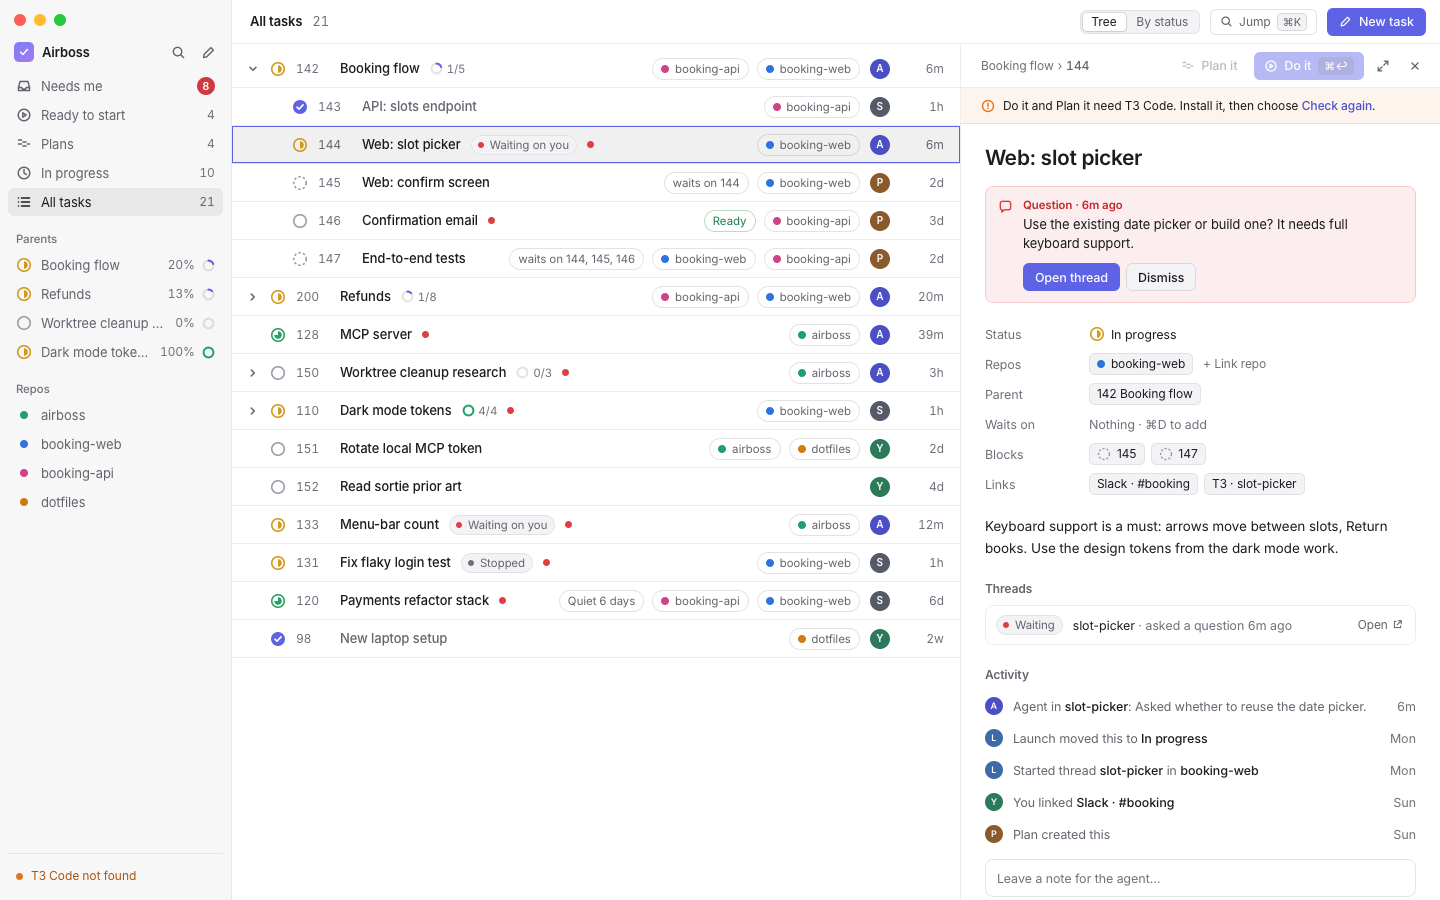 Airboss
Needs me 8
Ready to start 4
Plans 4
In progress 10
All tasks 21
Parents
Booking flow 20%
Refunds 13%
Worktree cleanup ... 0%
Dark mode toke... 100%
Repos
airboss
booking-web
booking-api
dotfiles
T3 Code not found
All tasks 21
Tree By status Jump ⌘K New task
142 Booking flow 1/5 booking-api booking-web A 6m
143 API: slots endpoint booking-api S 1h
144 Web: slot picker Waiting on you booking-web A 6m
145 Web: confirm screen waits on 144 booking-web P 2d
146 Confirmation email Ready booking-api P 3d
147 End-to-end tests waits on 144, 145, 146 booking-web booking-api P 2d
200 Refunds 1/8 booking-api booking-web A 20m
128 MCP server airboss A 39m
150 Worktree cleanup research 0/3 airboss A 3h
110 Dark mode tokens 4/4 booking-web S 1h
151 Rotate local MCP token airboss dotfiles Y 2d
152 Read sortie prior art Y 4d
133 Menu-bar count Waiting on you airboss A 12m
131 Fix flaky login test Stopped booking-web S 1h
120 Payments refactor stack Quiet 6 days booking-api booking-web S 6d
98 New laptop setup dotfiles Y 2w
Booking flow › 144 Plan it Do it ⌘↩
Do it and Plan it need T3 Code. Install it, then choose Check again.
Web: slot picker
Question · 6m ago
Use the existing date picker or build one? It needs full
keyboard support.
Open thread Dismiss
Status In progress
Repos booking-web + Link repo
Parent 142 Booking flow
Waits on Nothing · ⌘D to add
Blocks 145 147
Links Slack · #booking T3 · slot-picker
Keyboard support is a must: arrows move between slots, Return
books. Use the design tokens from the dark mode work.
Threads
Waiting slot-picker · asked a question 6m ago Open
Activity
A Agent in slot-picker: Asked whether to reuse the date picker. 6m
L Launch moved this to In progress Mon
L Started thread slot-picker in booking-web Mon
Y You linked Slack · #booking Sun
P Plan created this Sun
Leave a note for the agent...